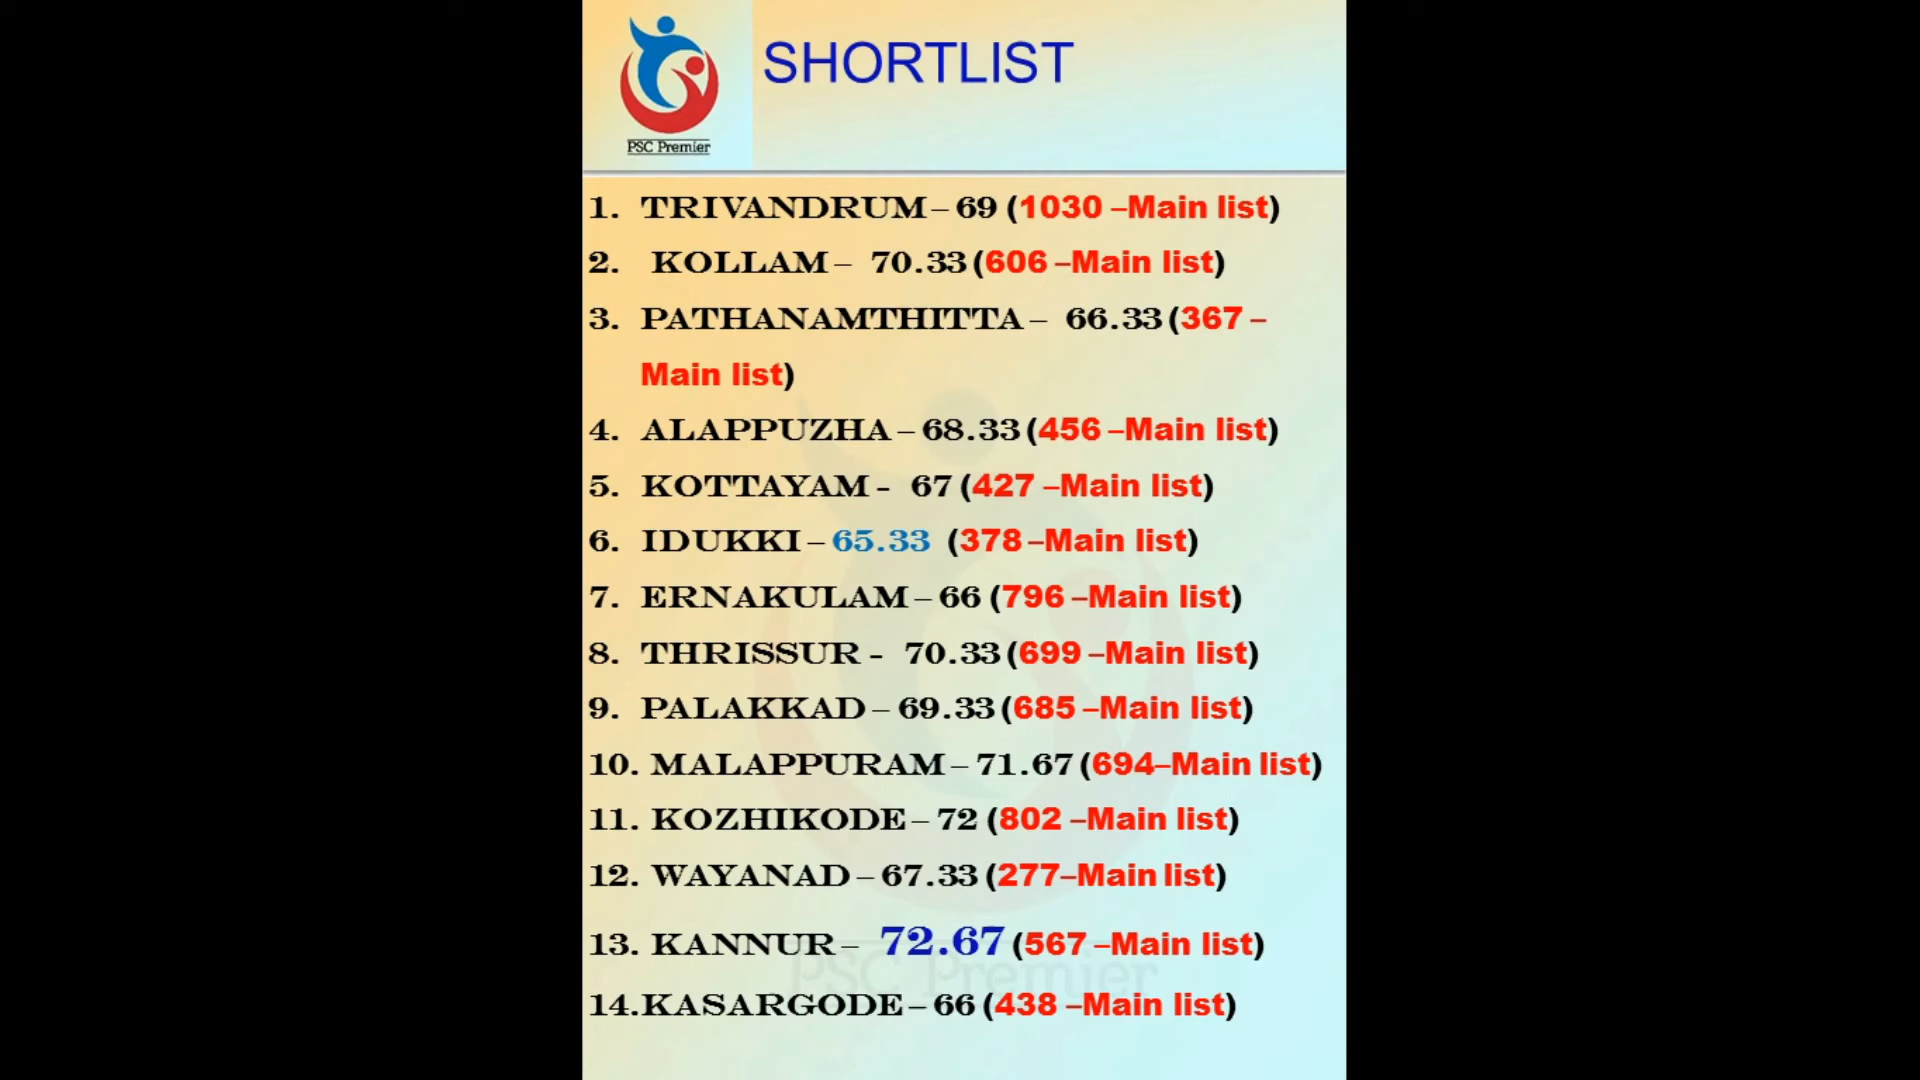 PSC Premier
SHORTLIST
1. TRIVANDRUM – 69 (1030 –Main list)
2. KOLLAM – 70.33 (606 –Main list)
3. PATHANAMTHITTA – 66.33 (367 –
Main list)
4. ALAPPUZHA – 68.33 (456 –Main list)
5. KOTTAYAM - 67 (427 –Main list)
6. IDUKKI – 65.33 (378 –Main list)
7. ERNAKULAM – 66 (796 –Main list)
8. THRISSUR - 70.33 (699 –Main list)
9. PALAKKAD – 69.33 (685 –Main list)
10. MALAPPURAM – 71.67 (694–Main list)
11. KOZHIKODE – 72 (802 –Main list)
12. WAYANAD – 67.33 (277–Main list)
13. KANNUR – 72.67 (567 –Main list)
PSC Premier
14.KASARGODE – 66 (438 –Main list)